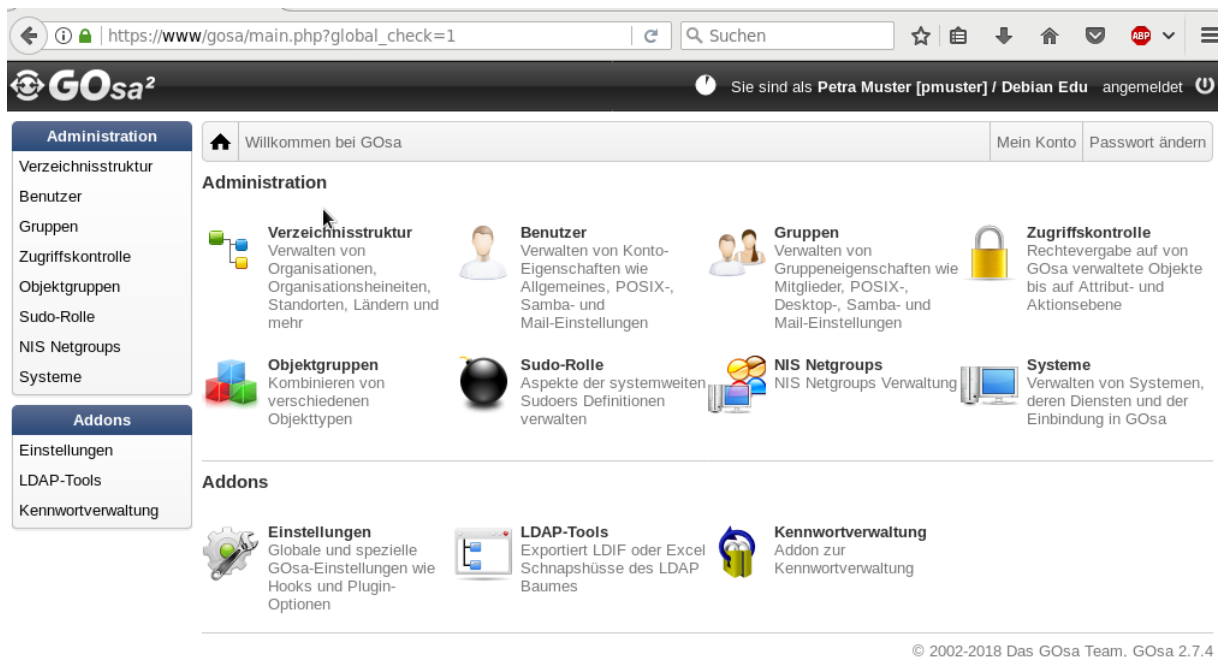 https://www/gosa/main.php?global_check=1
Suchen
ABP
GOsa²
Sie sind als Petra Muster [pmuster] / Debian Edu angemeldet
Administration
Verzeichnisstruktur
Benutzer
Gruppen
Zugriffskontrolle
Objektgruppen
Sudo-Rolle
NIS Netgroups
Systeme
Addons
Einstellungen
LDAP-Tools
Kennwortverwaltung
Willkommen bei GOsa
Mein Konto
Passwort ändern
Administration
Verzeichnisstruktur
Verwalten von
Organisationen,
Organisationsheineiten,
Standorten, Ländern und
mehr
Benutzer
Verwalten von Konto-
Eigenschaften wie
Allgemeines, POSIX-,
Samba- und
Mail-Einstellungen
Gruppen
Verwalten von
Gruppeneigenschaften wie
Mitglieder, POSIX-,
Desktop-, Samba- und
Mail-Einstellungen
Zugriffskontrolle
Rechtevergabe auf von
GOsa verwaltete Objekte
bis auf Attribut- und
Aktionsebene
Objektgruppen
Kombinieren von
verschiedenen
Objekttypen
Sudo-Rolle
Aspekte der systemweiten
Sudoers Definitionen
verwalten
NIS Netgroups
NIS Netgroups Verwaltung
Systeme
Verwalten von Systemen,
deren Diensten und der
Einbindung in GOsa
Addons
Einstellungen
Globale und spezielle
GOsa-Einstellungen wie
Hooks und Plugin-
Optionen
LDAP-Tools
Exportiert LDIF oder Excel
Schnapshüsse des LDAP
Baumes
Kennwortverwaltung
Addon zur
Kennwortverwaltung
© 2002-2018 Das GOsa Team, GOsa 2.7.4